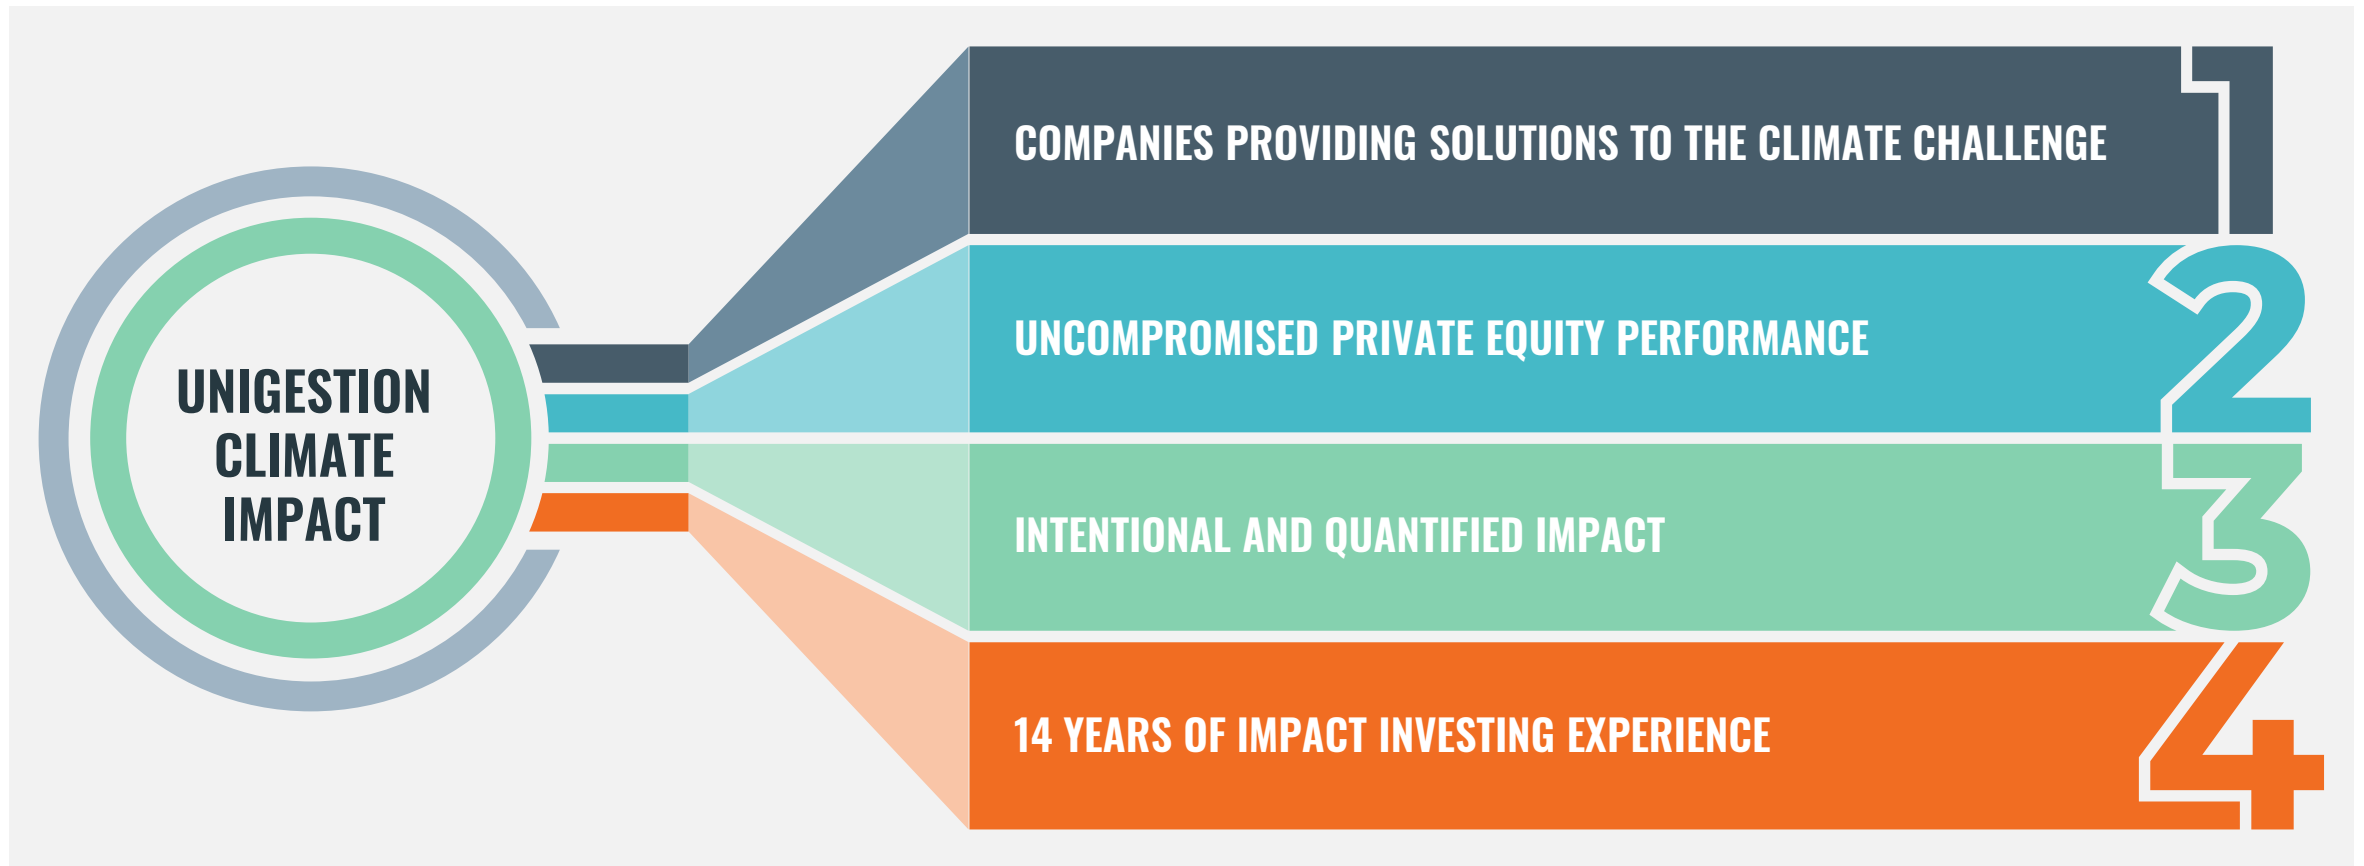 UNIGESTION
CLIMATE
IMPACT
COMPANIES PROVIDING SOLUTIONS TO THE CLIMATE CHALLENGE
1
UNCOMPROMISED PRIVATE EQUITY PERFORMANCE
2
INTENTIONAL AND QUANTIFIED IMPACT
3
14 YEARS OF IMPACT INVESTING EXPERIENCE
4